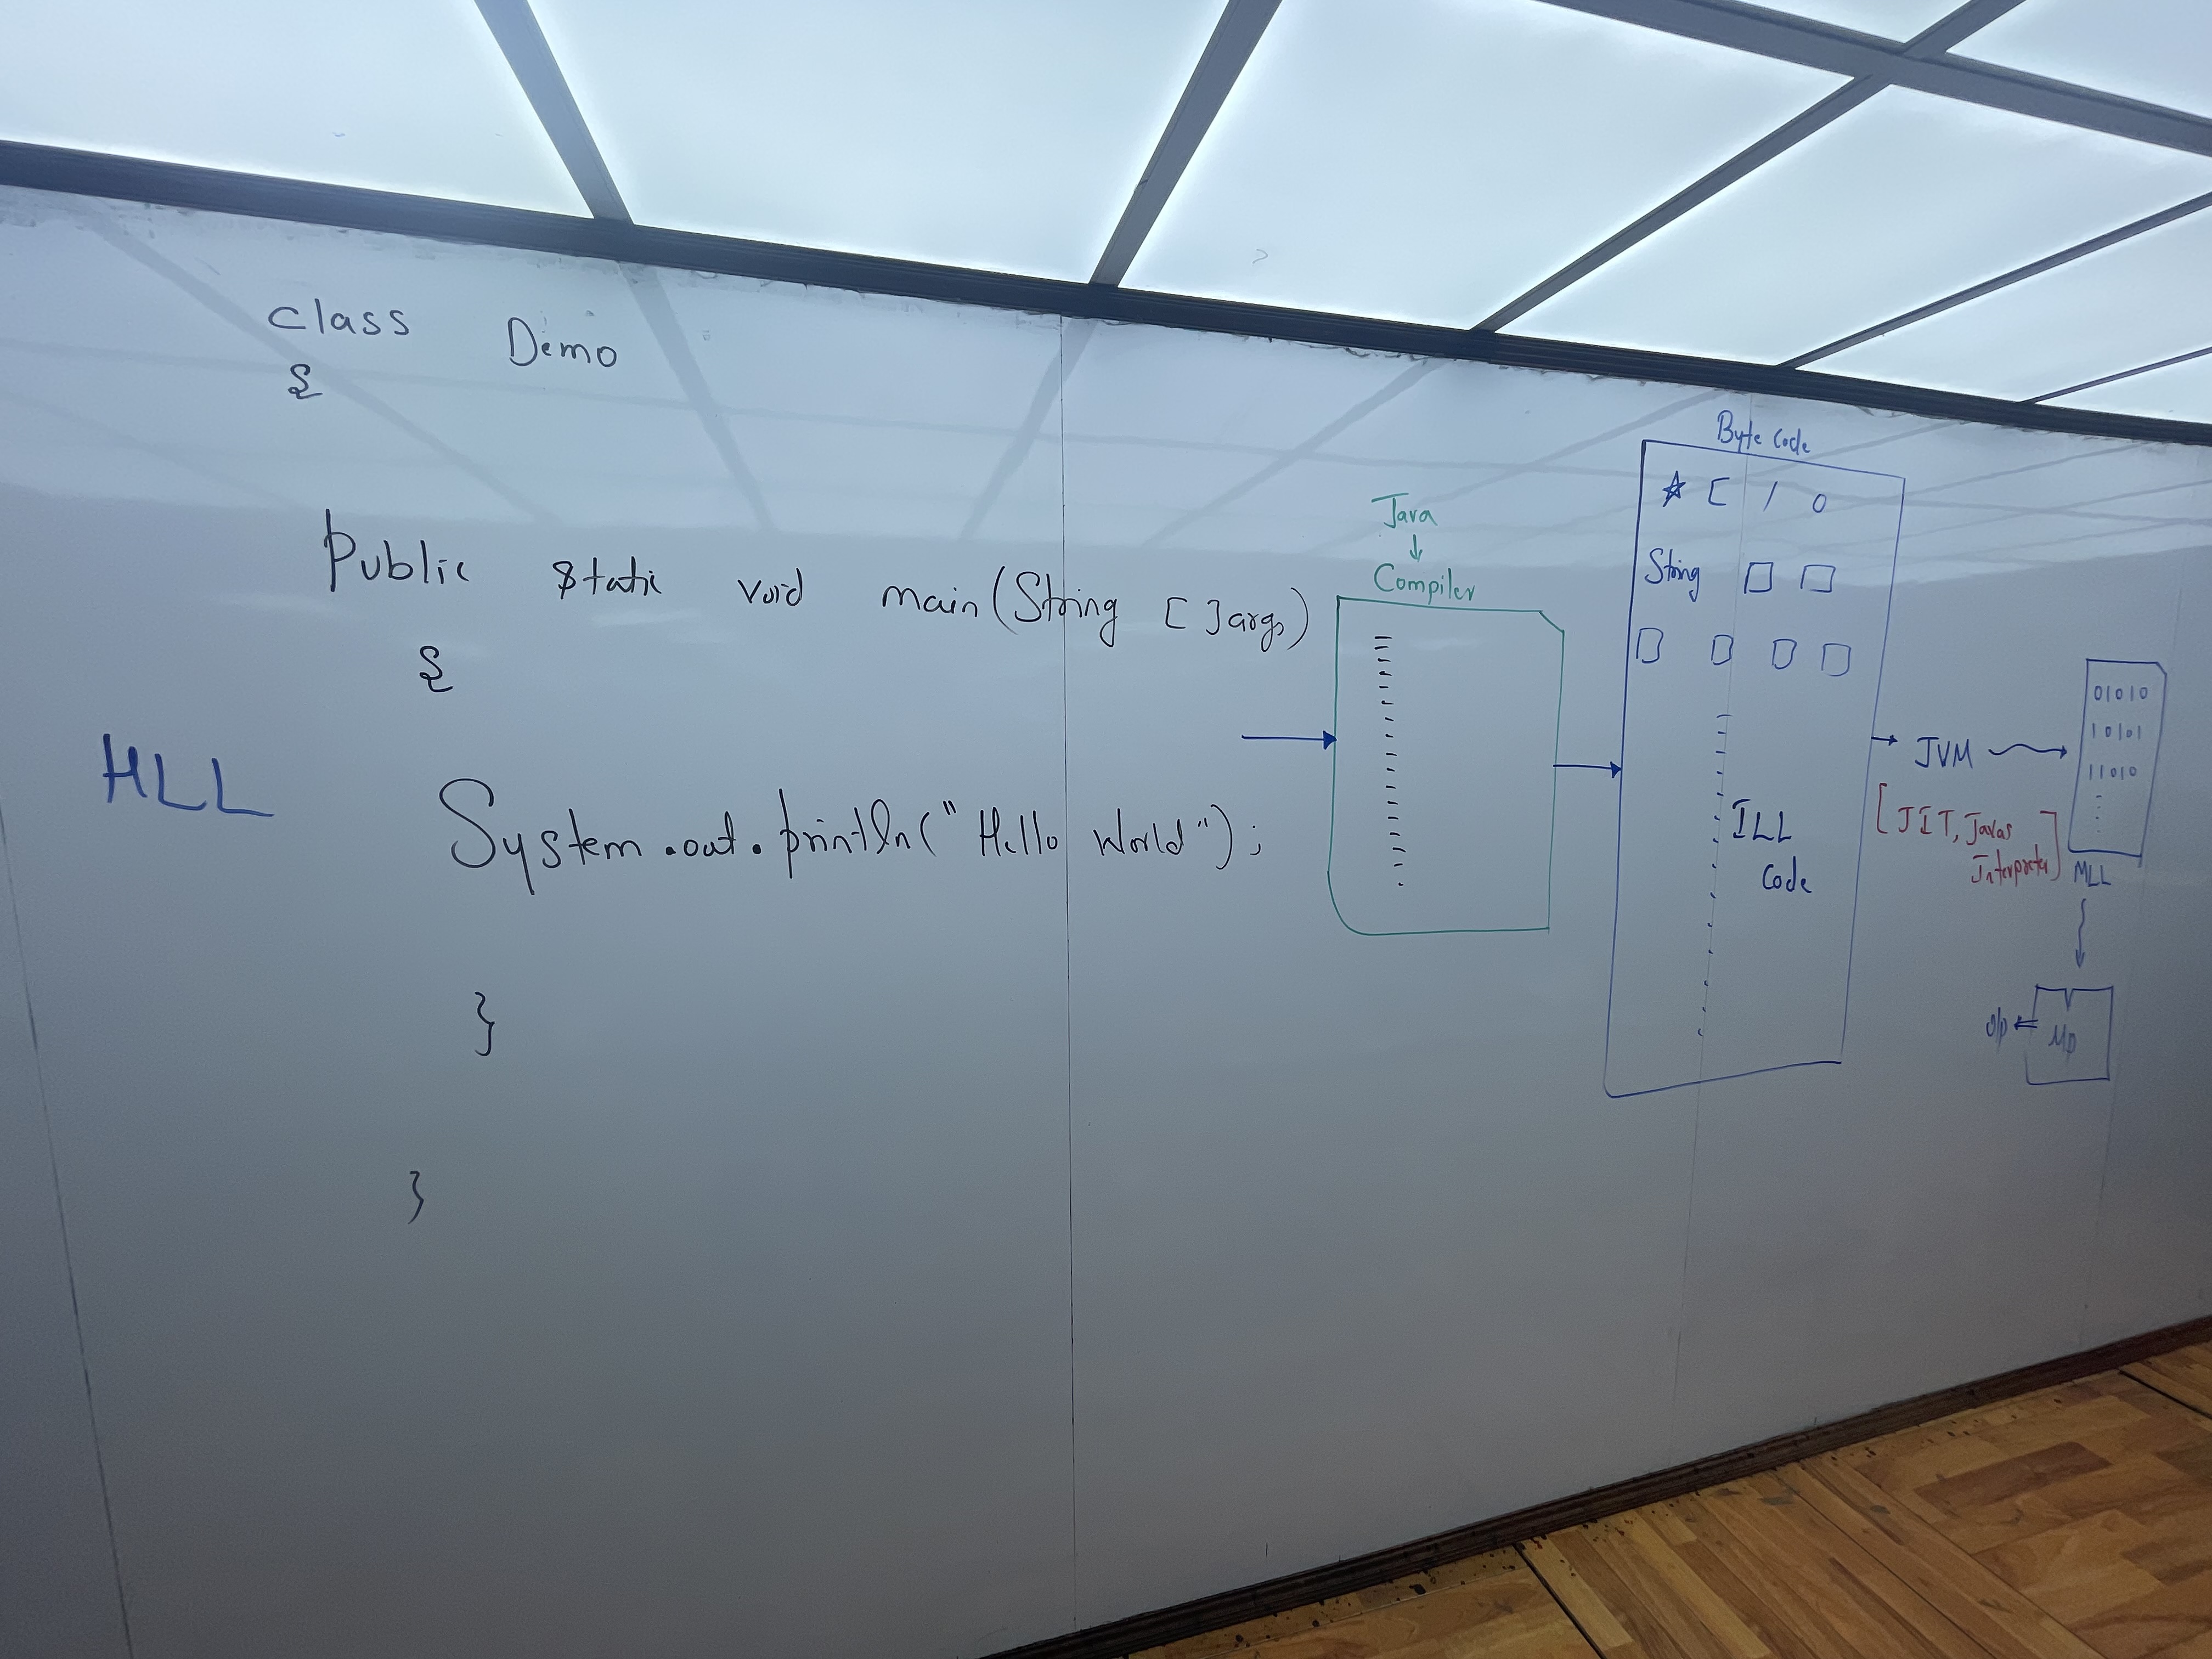 class Demo
{
Public static void main(String []args)
{
HLL
System.out.println("Hello World");
}
}
Java
Compiler
Byte Code
String
ILL
Code
JVM
[JIT, Javas
Interpreter]
01010
10101
11010
MLL
MP
o/p